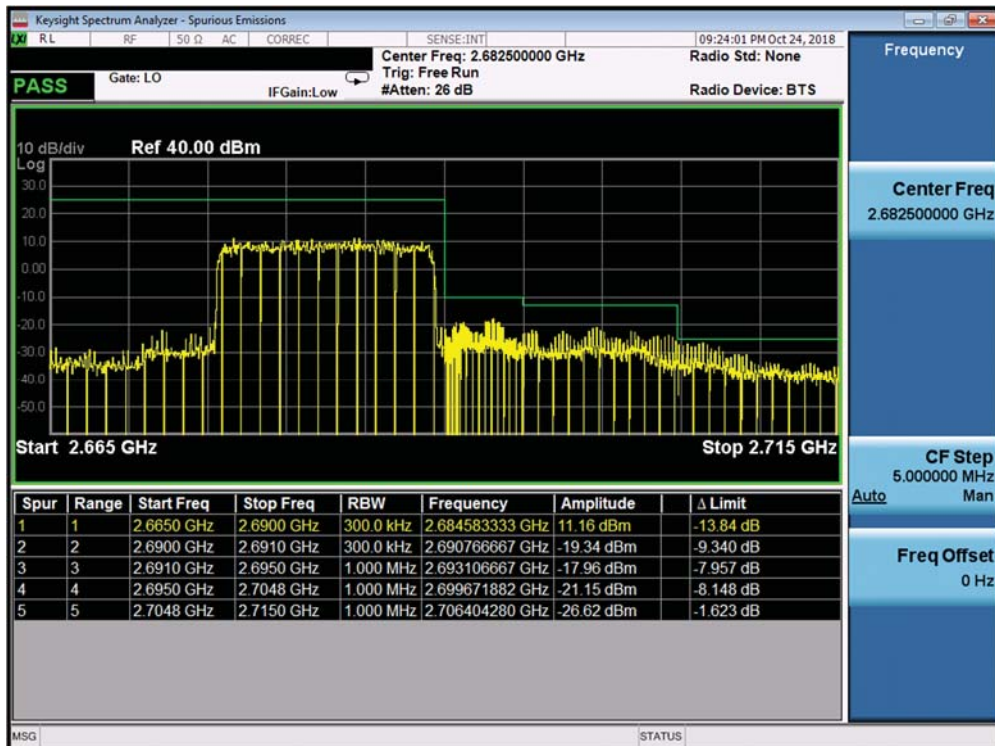 Keysight Spectrum Analyzer - Spurious Emissions
LXI RL RF 50 Ω AC CORREC SENSE:INT 09:24:01 PM Oct 24, 2018
Center Freq: 2.682500000 GHz Radio Std: None
PASS Gate: LO Trig: Free Run
IFGain:Low #Atten: 26 dB Radio Device: BTS
10 dB/div Ref 40.00 dBm
Log
30.0
20.0
10.0
0.00
-10.0
-20.0
-30.0
-40.0
-50.0
Start 2.665 GHz Stop 2.715 GHz
Spur Range Start Freq Stop Freq RBW Frequency Amplitude Δ Limit
1 1 2.6650 GHz 2.6900 GHz 300.0 kHz 2.684583333 GHz 11.16 dBm -13.84 dB
2 2 2.6900 GHz 2.6910 GHz 300.0 kHz 2.690766667 GHz -19.34 dBm -9.340 dB
3 3 2.6910 GHz 2.6950 GHz 1.000 MHz 2.693106667 GHz -17.96 dBm -7.957 dB
4 4 2.6950 GHz 2.7048 GHz 1.000 MHz 2.699671882 GHz -21.15 dBm -8.148 dB
5 5 2.7048 GHz 2.7150 GHz 1.000 MHz 2.706404280 GHz -26.62 dBm -1.623 dB
Frequency
Center Freq
2.682500000 GHz
CF Step
5.000000 MHz
Auto Man
Freq Offset
0 Hz
MSG STATUS